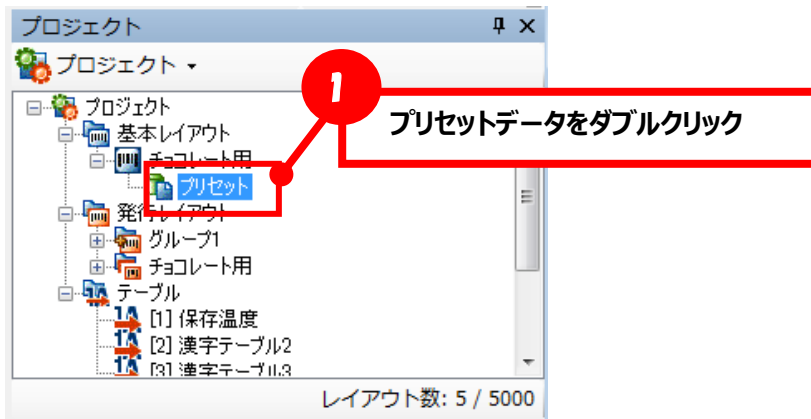 プロジェクト
プロジェクト
1
プリセットデータをダブルクリック
プロジェクト
基本レイアウト
チョコレート用
プリセット
発行レイアウト
グループ1
チョコレート用
テーブル
[1] 保存温度
[2] 漢字テーブル2
[3] 漢字テーブル3
レイアウト数: 5 / 5000